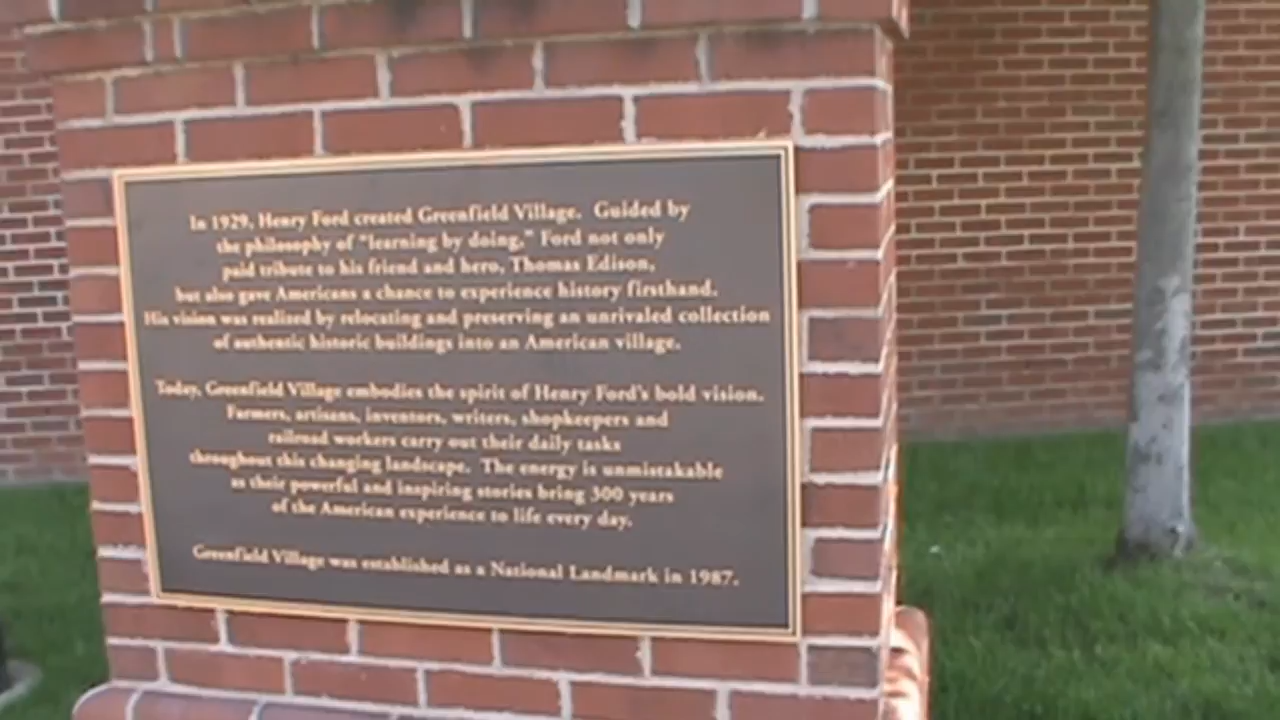 In 1929, Henry Ford created Greenfield Village. Guided by
the philosophy of "learning by doing," Ford not only
paid tribute to his friend and hero, Thomas Edison,
but also gave Americans a chance to experience history firsthand.
His vision was realized by relocating and preserving an unrivaled collection
of authentic historic buildings into an American village.
Today, Greenfield Village embodies the spirit of Henry Ford's bold vision.
Farmers, artisans, inventors, writers, shopkeepers and
railroad workers carry out their daily tasks
throughout this changing landscape. The energy is unmistakable
as their powerful and inspiring stories bring 300 years
of the American experience to life every day.
Greenfield Village was established as a National Landmark in 1987.